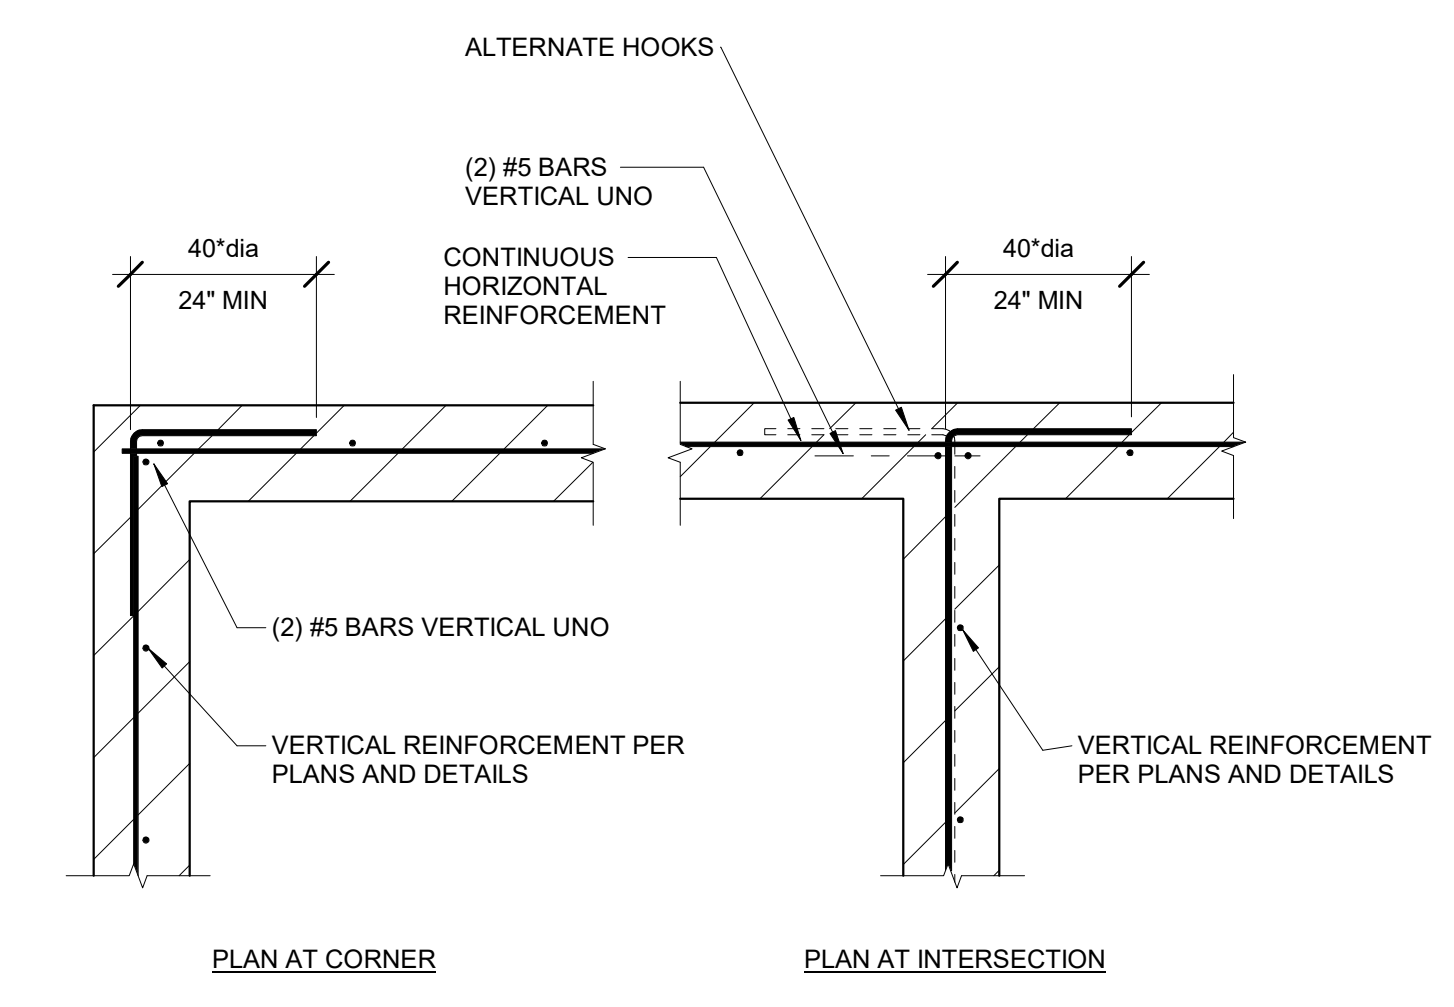 ALTERNATE HOOKS
(2) #5 BARS
VERTICAL UNO
40*dia
24" MIN
CONTINUOUS
HORIZONTAL
REINFORCEMENT
40*dia
24" MIN
(2) #5 BARS VERTICAL UNO
VERTICAL REINFORCEMENT PER
PLANS AND DETAILS
VERTICAL REINFORCEMENT
PER PLANS AND DETAILS
PLAN AT CORNER
PLAN AT INTERSECTION